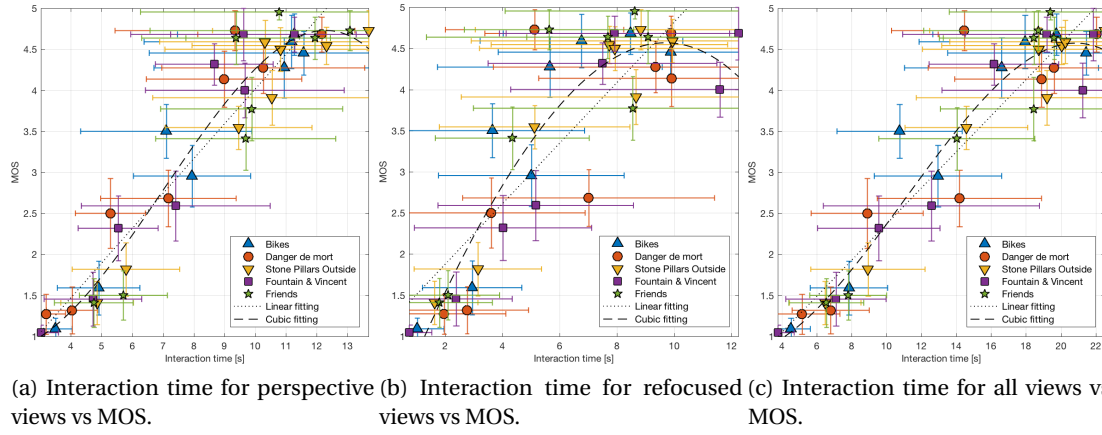 5
4.5
4
3.5
3
2.5
2
1.5
1
MOS
Bikes
Danger de mort
Stone Pillars Outside
Fountain & Vincent
Friends
Linear fitting
Cubic fitting
4 5 6 7 8 9 10 11 12 13
Interaction time [s]
5
4.5
4
3.5
3
2.5
2
1.5
1
MOS
Bikes
Danger de mort
Stone Pillars Outside
Fountain & Vincent
Friends
Linear fitting
Cubic fitting
2 4 6 8 10 12
Interaction time [s]
5
4.5
4
3.5
3
2.5
2
1.5
1
MOS
Bikes
Danger de mort
Stone Pillars Outside
Fountain & Vincent
Friends
Linear fitting
Cubic fitting
4 6 8 10 12 14 16 18 20 22
Interaction time [s]
(a) Interaction time for perspective
views vs MOS.
(b) Interaction time for refocused
views vs MOS.
(c) Interaction time for all views vs
MOS.